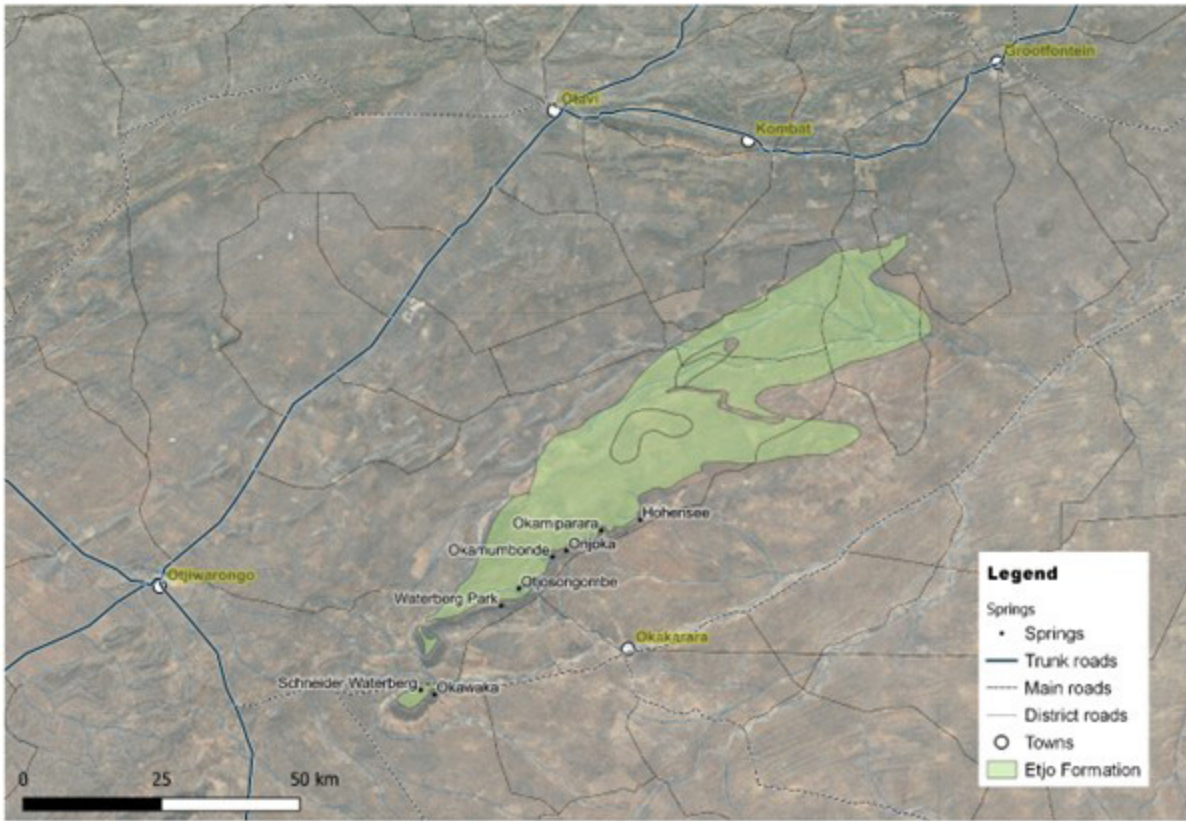 Grootfontein
Otavi
Kombat
Hohensee
Okamiparara
Onjoka
Okamumbonde
Otjiwarongo
Otjosongombe
Waterberg Park
Okakarara
Schneider Waterberg
Okawaka
0 25 50 km
Legend
Springs
Springs
Trunk roads
Main roads
District roads
Towns
Etjo Formation